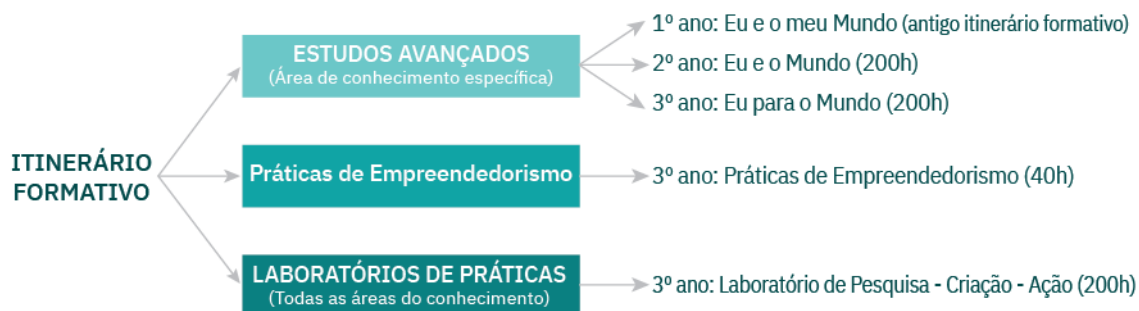 ITINERÁRIO
FORMATIVO
ESTUDOS AVANÇADOS
(Área de conhecimento específica)
1º ano: Eu e o meu Mundo (antigo itinerário formativo)
2º ano: Eu e o Mundo (200h)
3º ano: Eu para o Mundo (200h)
Práticas de Empreendedorismo
3º ano: Práticas de Empreendedorismo (40h)
LABORATÓRIOS DE PRÁTICAS
(Todas as áreas do conhecimento)
3º ano: Laboratório de Pesquisa - Criação - Ação (200h)